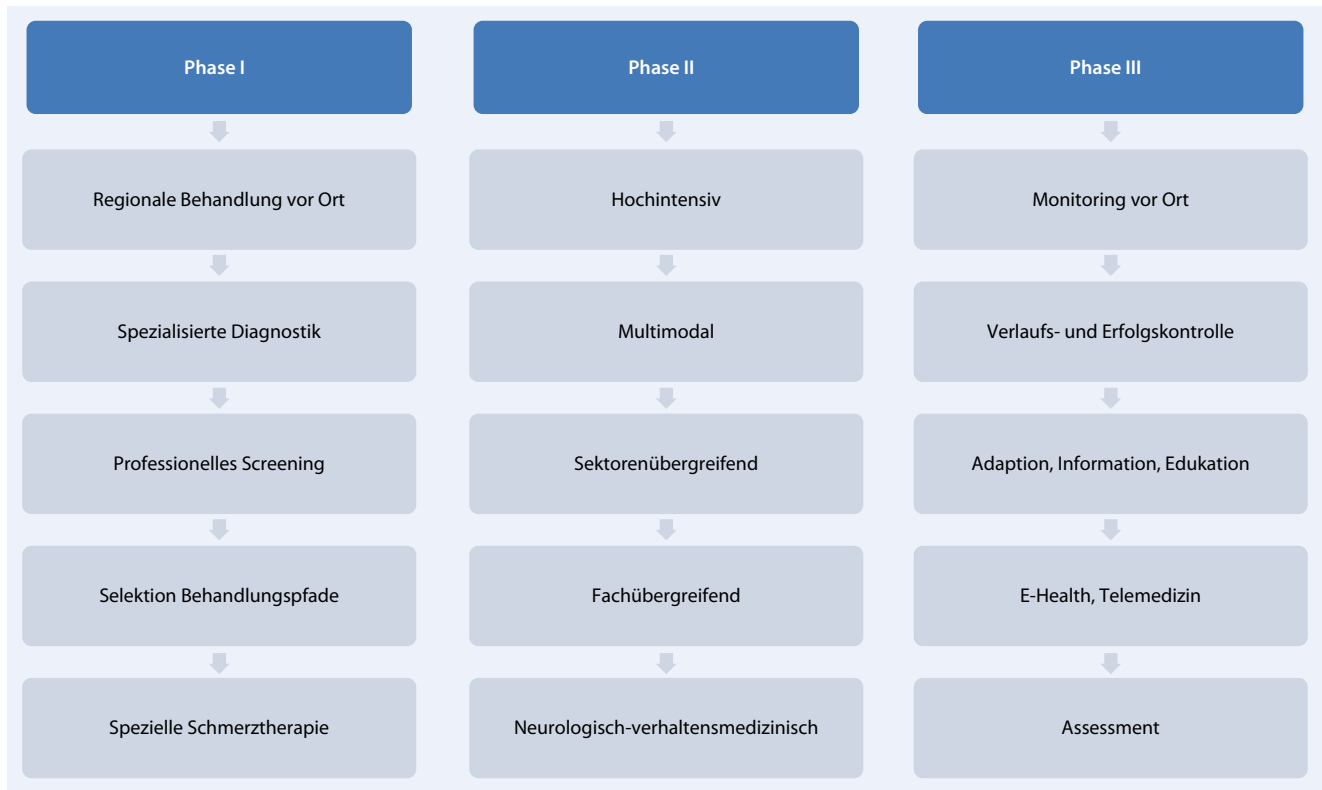 Phase I
Regionale Behandlung vor Ort
Spezialisierte Diagnostik
Professionelles Screening
Selektion Behandlungspfade
Spezielle Schmerztherapie
Phase II
Hochintensiv
Multimodal
Sektorenübergreifend
Fachübergreifend
Neurologisch-verhaltensmedizinisch
Phase III
Monitoring vor Ort
Verlaufs- und Erfolgskontrolle
Adaption, Information, Edukation
E-Health, Telemedizin
Assessment